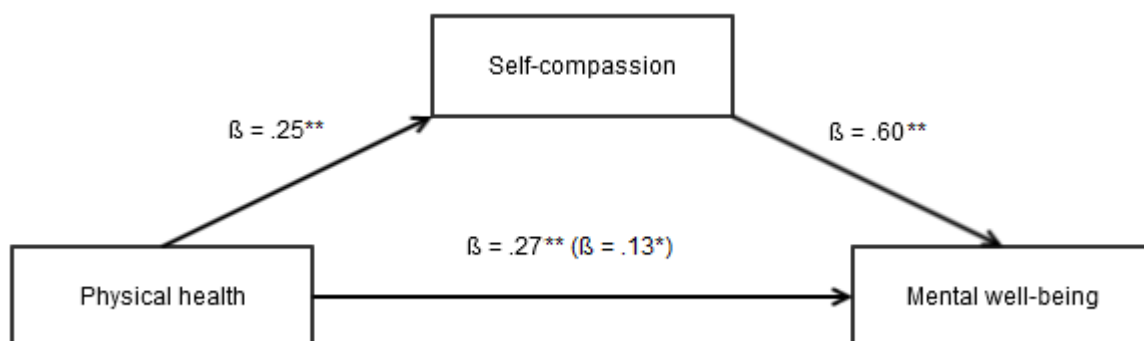 Self-compassion
ß = .25**
ß = .60**
ß = .27** (ß = .13*)
Physical health
Mental well-being